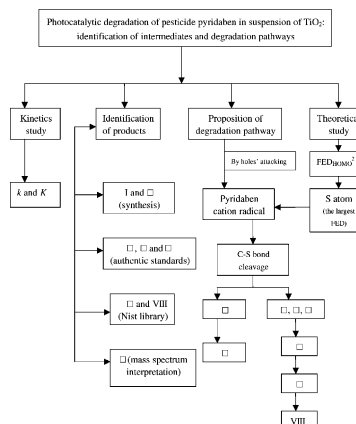 Photocatalytic degradation of pesticide pyridaben in suspension of TiO₂:
identification of intermediates and degradation pathways
Kinetics
study
Identification
of products
Proposition of
degradation pathway
Theoretical
study
By holes' attacking
FED_HOMO²
k and K
I and □
(synthesis)
Pyridaben
cation radical
S atom
(the largest
FED)
□, □ and □
(authentic standards)
C-S bond
cleavage
□ and VIII
(Nist library)
□
□, □, □
□
□
□ (mass spectrum
interpretation)
□
VIII